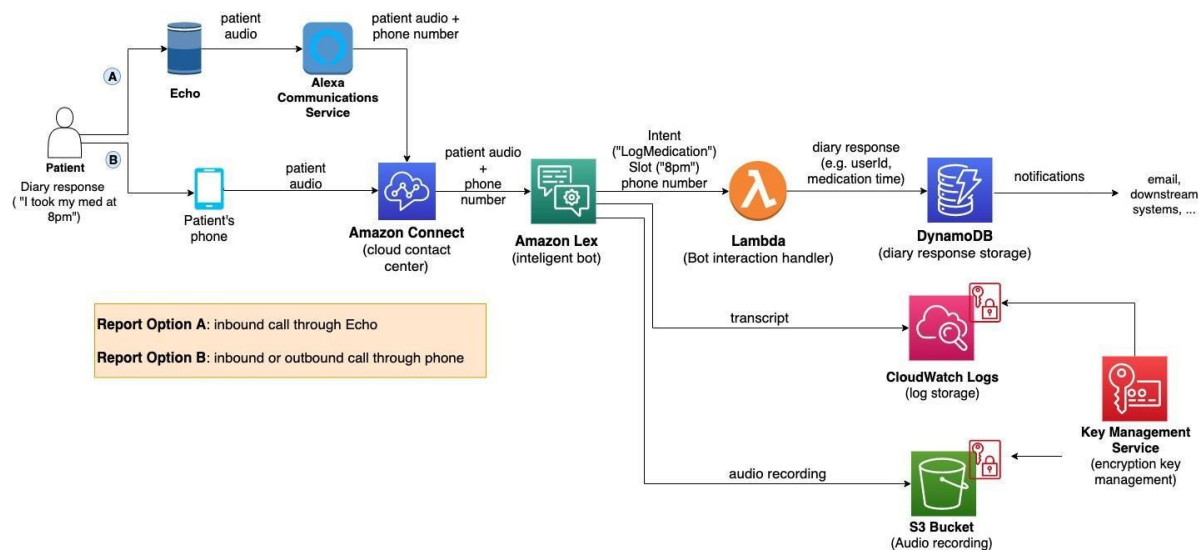 patient
audio
patient audio +
phone number
A
Echo
Alexa
Communications
Service
Patient
Diary response
( "I took my med at
8pm")
B
Patient's
phone
patient
audio
Amazon Connect
(cloud contact
center)
patient audio
+
phone
number
Amazon Lex
(inteligent bot)
Intent
("LogMedication")
Slot ("8pm")
phone number
Lambda
(Bot interaction handler)
diary response
(e.g. userId,
medication time)
DynamoDB
(diary response storage)
notifications
email,
downstream
systems, ...
Report Option A: inbound call through Echo
Report Option B: inbound or outbound call through phone
transcript
CloudWatch Logs
(log storage)
Key Management
Service
(encryption key
management)
audio recording
S3 Bucket
(Audio recording)